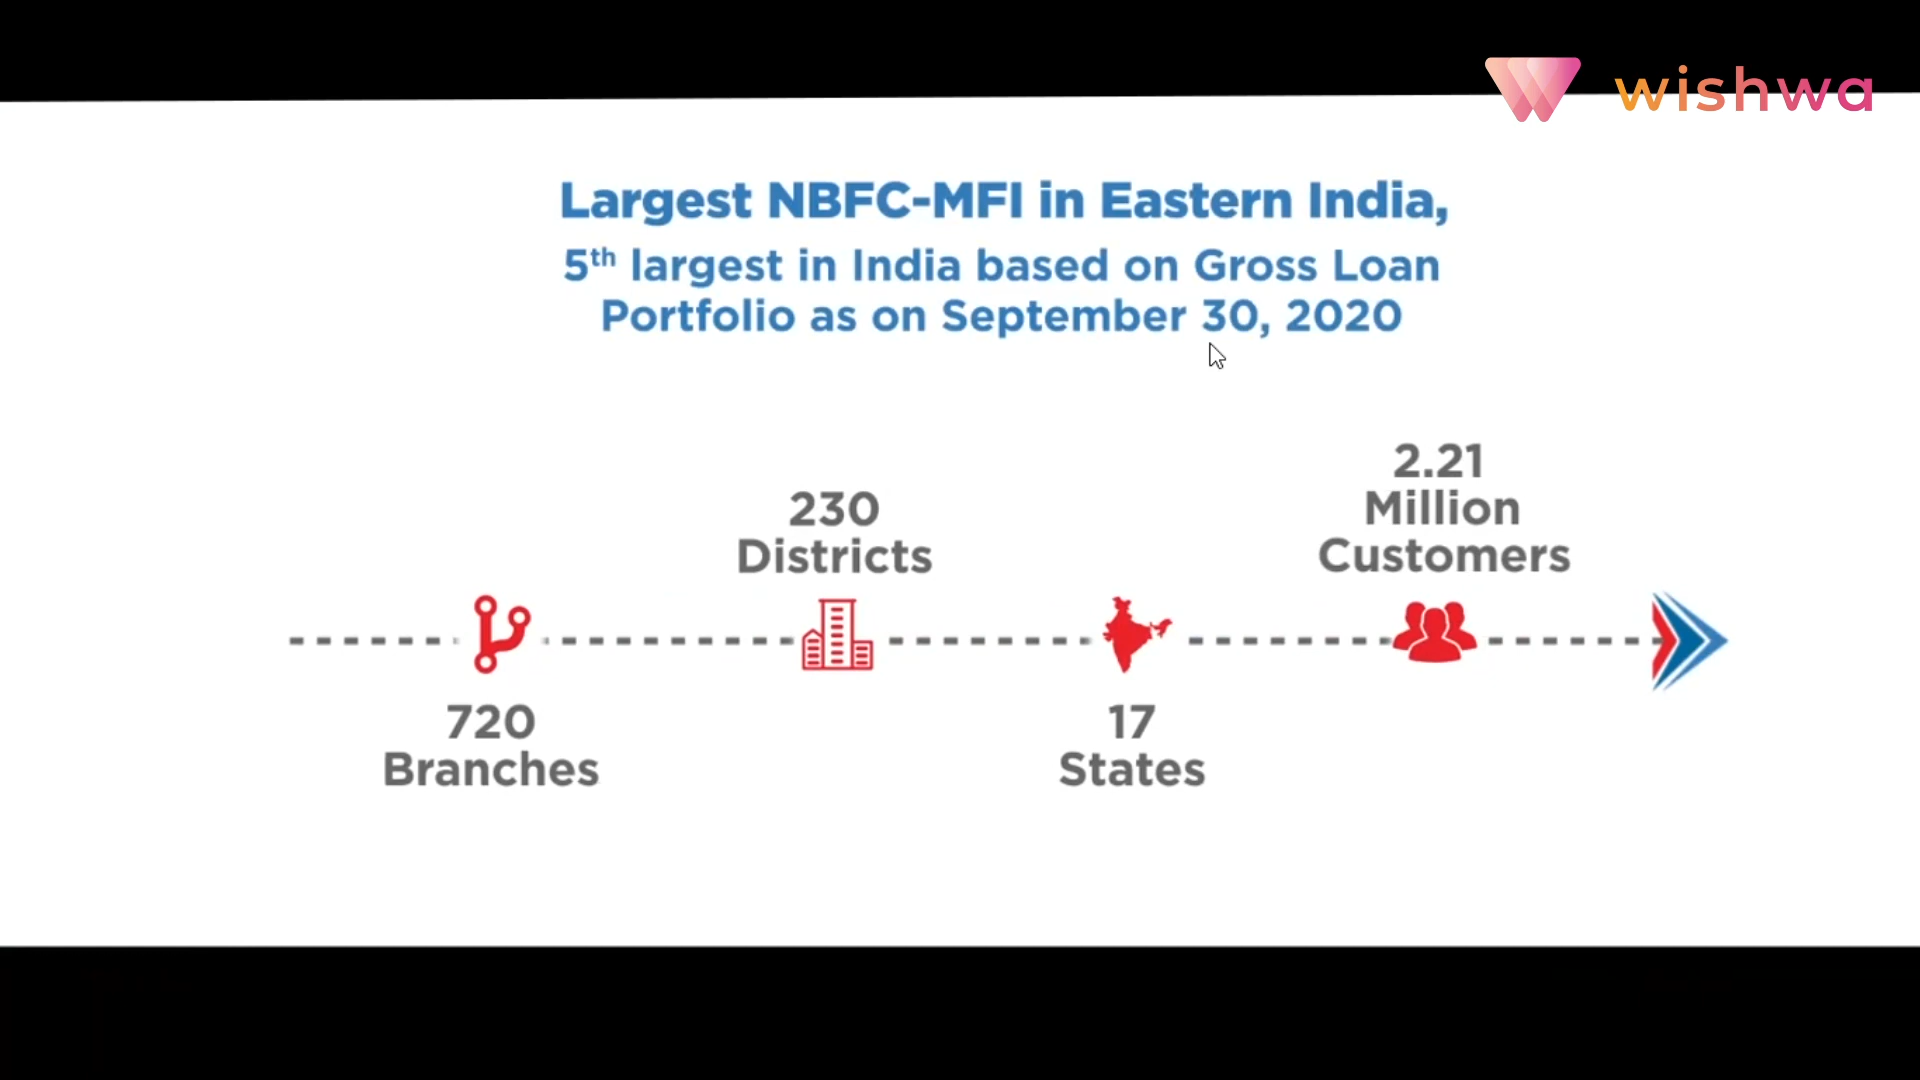 wishwa
Largest NBFC-MFI in Eastern India,
5th largest in India based on Gross Loan
Portfolio as on September 30, 2020
2.21
Million
Customers
230
Districts
720
Branches
17
States